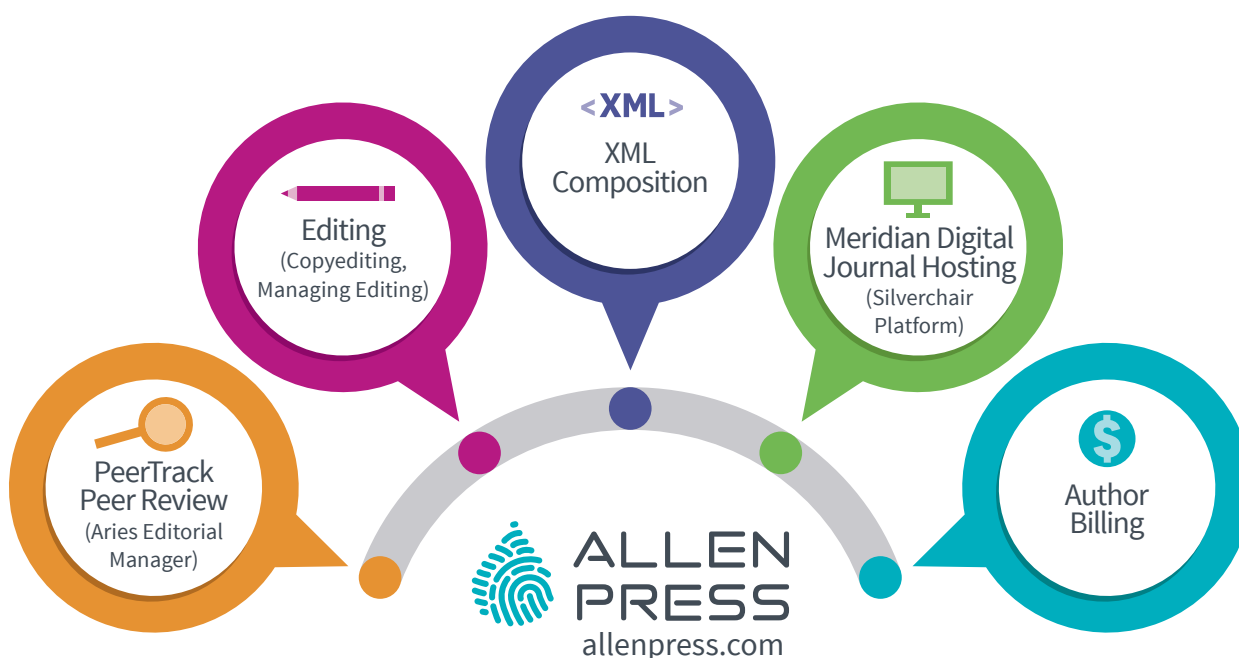 PeerTrack
Peer Review
(Aries Editorial
Manager)
Editing
(Copyediting,
Managing Editing)
<XML>
XML
Composition
Meridian Digital
Journal Hosting
(Silverchair
Platform)
$
Author
Billing
ALLEN
PRESS
allenpress.com